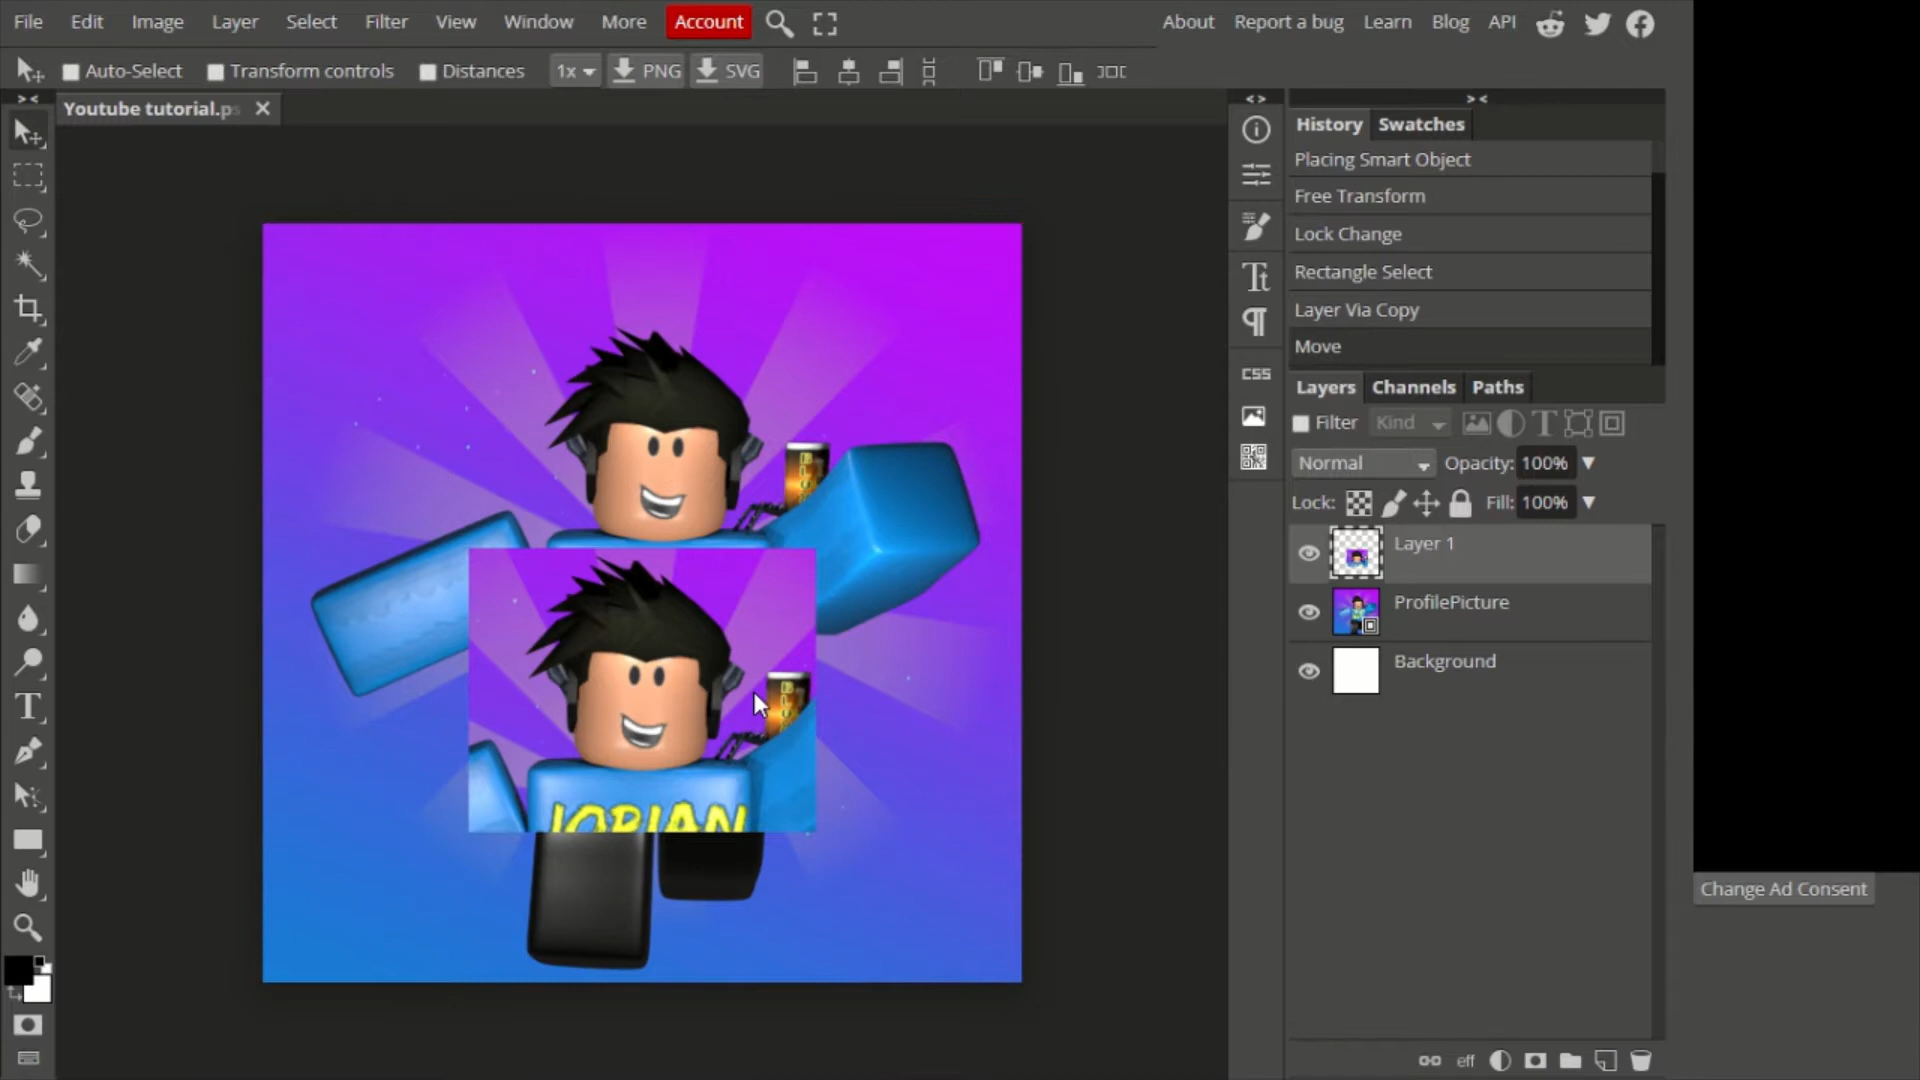 File Edit Image Layer Select Filter View Window More Account About Report a bug Learn Blog API
Auto-Select Transform controls Distances 1x PNG SVG
> < < > > <
Youtube tutorial.ps
History Swatches
Placing Smart Object
Free Transform
Lock Change
Rectangle Select
Layer Via Copy
Move
CSS
Layers Channels Paths
Filter Kind
Normal Opacity: 100%
Lock: Fill: 100%
Layer 1
ProfilePicture
Background
JORIAN
Change Ad Consent
eff